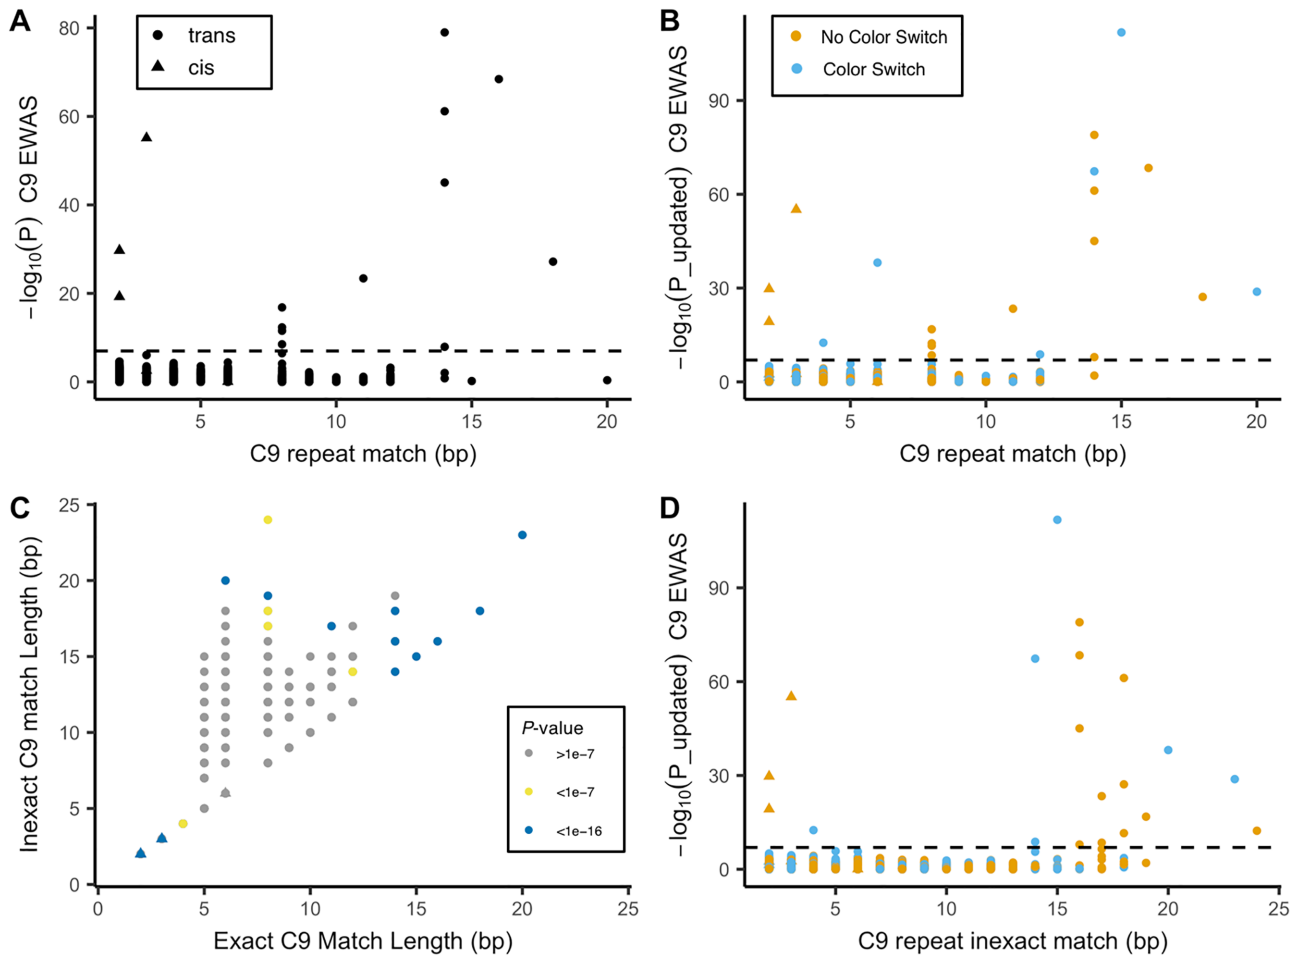 A
trans
cis
−log10(P) C9 EWAS
80
60
40
20
0
5 10 15 20
C9 repeat match (bp)
B
No Color Switch
Color Switch
−log10(P_updated) C9 EWAS
90
60
30
0
5 10 15 20
C9 repeat match (bp)
C
Inexact C9 match Length (bp)
25
20
15
10
5
0
P-value
>1e−7
<1e−7
<1e−16
0 5 10 15 20 25
Exact C9 Match Length (bp)
D
−log10(P_updated) C9 EWAS
90
60
30
0
5 10 15 20 25
C9 repeat inexact match (bp)